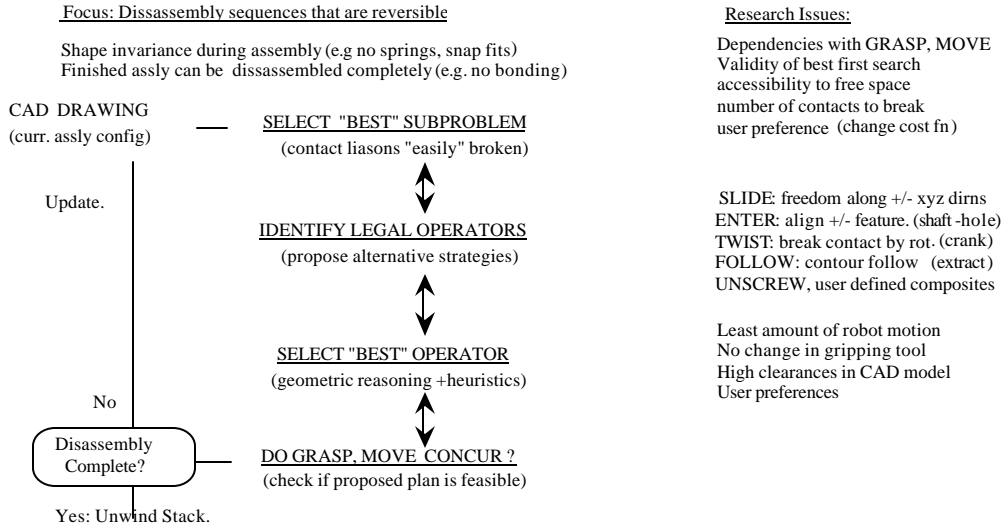 Focus: Dissassembly sequences that are reversible
Shape invariance during assembly (e.g no springs, snap fits)
Finished assly can be dissassembled completely (e.g. no bonding)
CAD DRAWING
(curr. assly config)
Update.
No
Disassembly
Complete?
Yes: Unwind Stack.
SELECT "BEST" SUBPROBLEM
(contact liasons "easily" broken)
IDENTIFY LEGAL OPERATORS
(propose alternative strategies)
SELECT "BEST" OPERATOR
(geometric reasoning +heuristics)
DO GRASP, MOVE CONCUR ?
(check if proposed plan is feasible)
Research Issues:
Dependencies with GRASP, MOVE
Validity of best first search
accessibility to free space
number of contacts to break
user preference (change cost fn)
SLIDE: freedom along +/- xyz dirns
ENTER: align +/- feature. (shaft -hole)
TWIST: break contact by rot. (crank)
FOLLOW: contour follow (extract)
UNSCREW, user defined composites
Least amount of robot motion
No change in gripping tool
High clearances in CAD model
User preferences